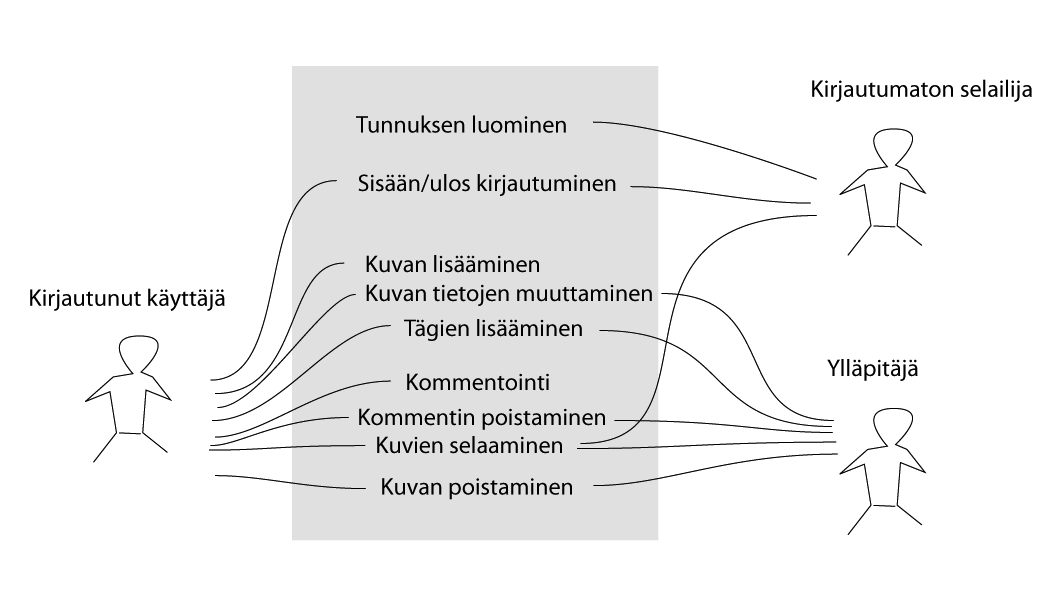 Kirjautumaton selailija
Tunnuksen luominen
Sisään/ulos kirjautuminen
Kuvan lisääminen
Kirjautunut käyttäjä
Kuvan tietojen muuttaminen
Tägien lisääminen
Ylläpitäjä
Kommentointi
Kommentin poistaminen
Kuvien selaaminen
Kuvan poistaminen